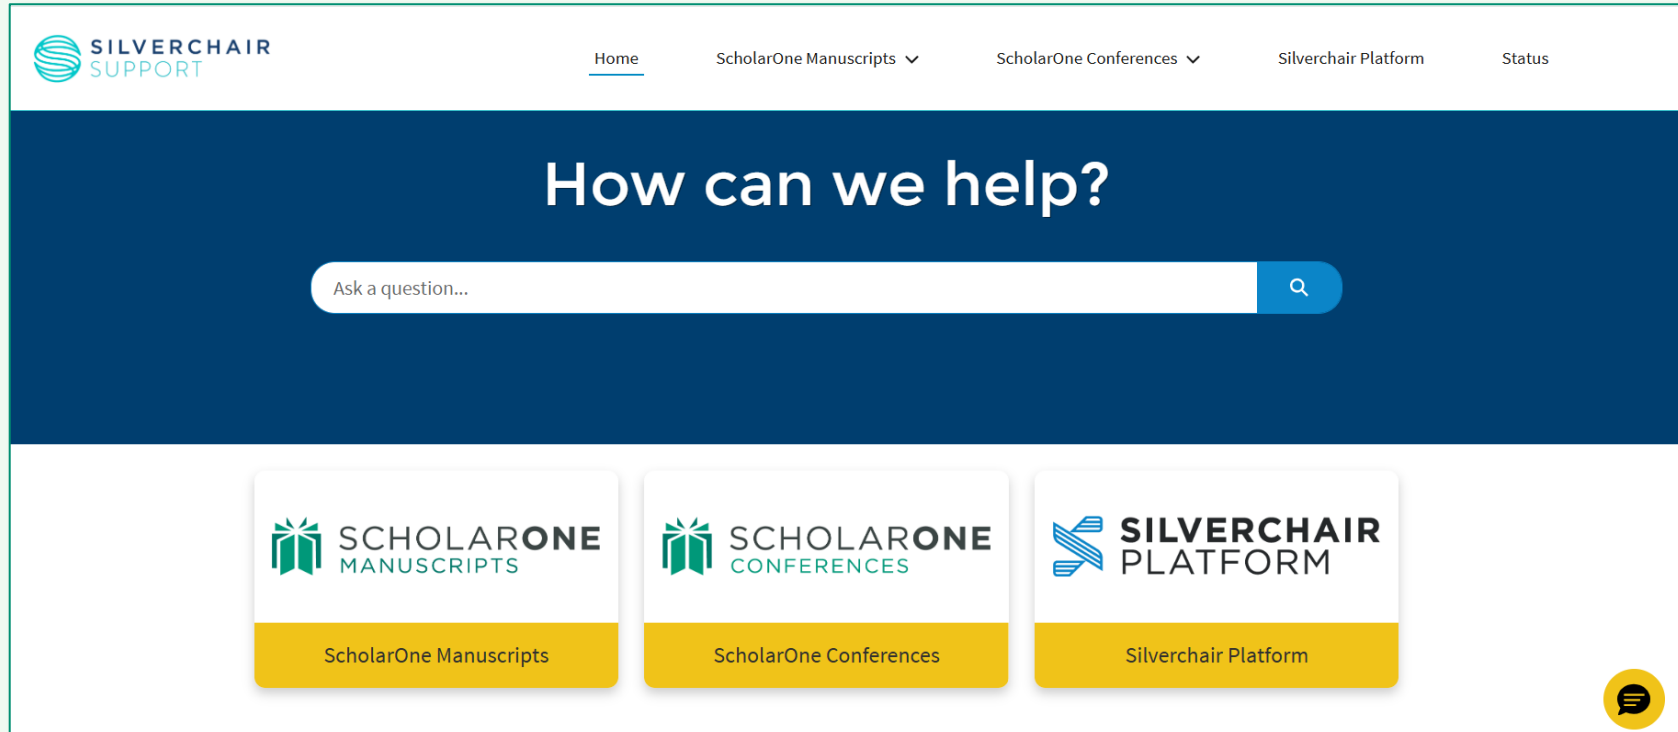 SILVERCHAIR
SUPPORT
Home
ScholarOne Manuscripts
ScholarOne Conferences
Silverchair Platform
Status
How can we help?
Ask a question...
SCHOLARONE
MANUSCRIPTS
SCHOLARONE
CONFERENCES
SILVERCHAIR
PLATFORM
ScholarOne Manuscripts
ScholarOne Conferences
Silverchair Platform